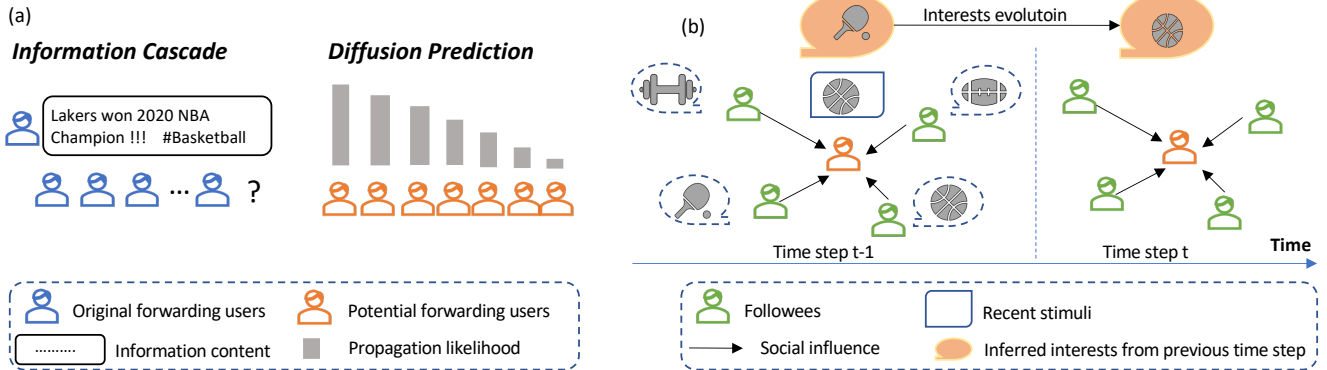 (a)
Information Cascade
Diffusion Prediction
Lakers won 2020 NBA
Champion !!! #Basketball
... ?
Original forwarding users
Potential forwarding users
.......... Information content
Propagation likelihood
(b)
Interests evolutoin
Time step t-1
Time step t
Time
Followees
Recent stimuli
Social influence
Inferred interests from previous time step